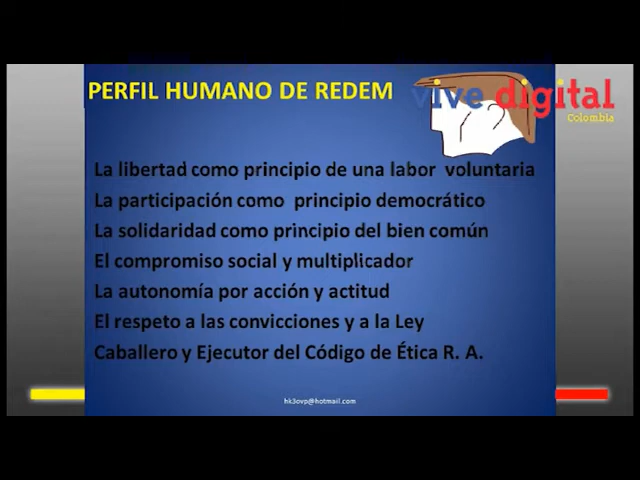 PERFIL HUMANO DE REDEM
vive digital
Colombia
La libertad como principio de una labor voluntaria
La participación como principio democrático
La solidaridad como principio del bien común
El compromiso social y multiplicador
La autonomía por acción y actitud
El respeto a las convicciones y a la Ley
Caballero y Ejecutor del Código de Ética R. A.
hk3ovp@hotmail.com